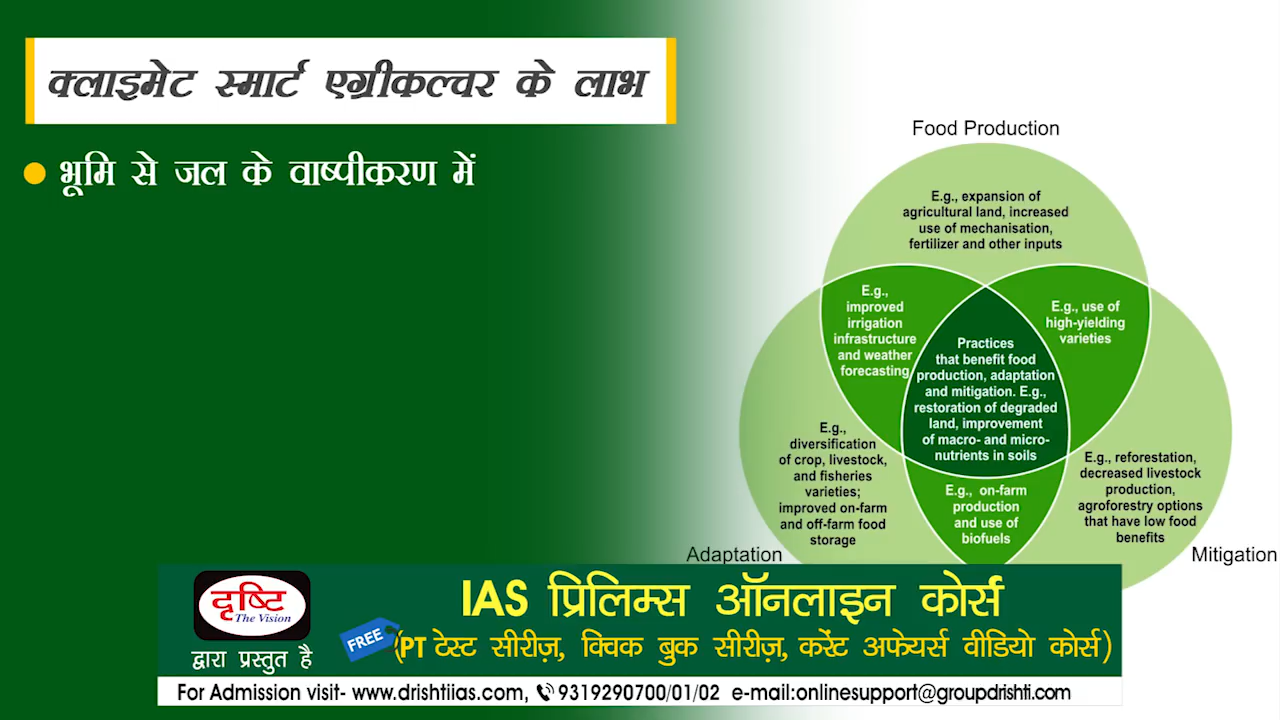 क्लाइमेट स्मार्ट एग्रीकल्चर के लाभ
भूमि से जल के वाष्पीकरण में
Food Production
E.g., expansion of
agricultural land, increased
use of mechanisation,
fertilizer and other inputs
E.g.,
improved
irrigation
infrastructure
and weather
forecasting
E.g., use of
high-yielding
varieties
Practices
that benefit food
production, adaptation
and mitigation. E.g.,
restoration of degraded
land, improvement
of macro- and micro-
nutrients in soils
E.g.,
diversification
of crop, livestock,
and fisheries
varieties;
improved on-farm
and off-farm food
storage
E.g., reforestation,
decreased livestock
production,
agroforestry options
that have low food
benefits
E.g., on-farm
production
and use of
biofuels
Adaptation
Mitigation
दृष्टि
The Vision
द्वारा प्रस्तुत है
IAS प्रिलिम्स ऑनलाइन कोर्स
FREE
(PT टेस्ट सीरीज़, क्विक बुक सीरीज़, करेंट अफेयर्स वीडियो कोर्स)
For Admission visit- www.drishtiias.com, 9319290700/01/02 e-mail:onlinesupport@groupdrishti.com